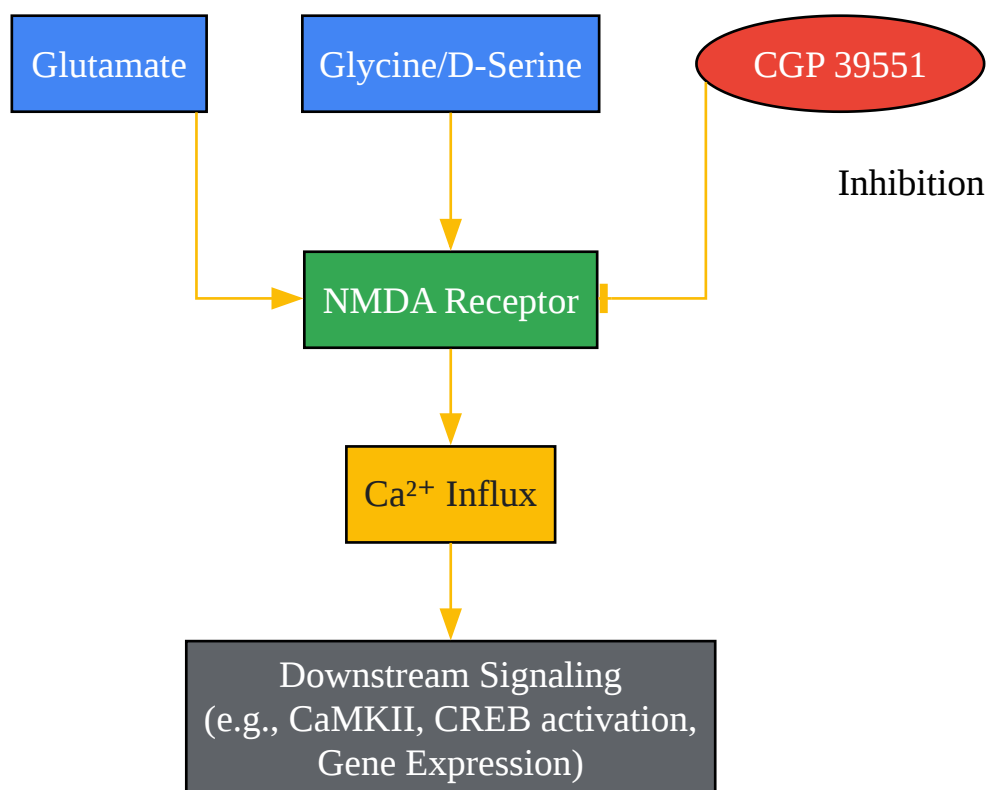 Glutamate
Glycine/D-Serine
CGP 39551
Inhibition
NMDA Receptor
Ca²⁺ Influx
Downstream Signaling
(e.g., CaMKII, CREB activation,
Gene Expression)